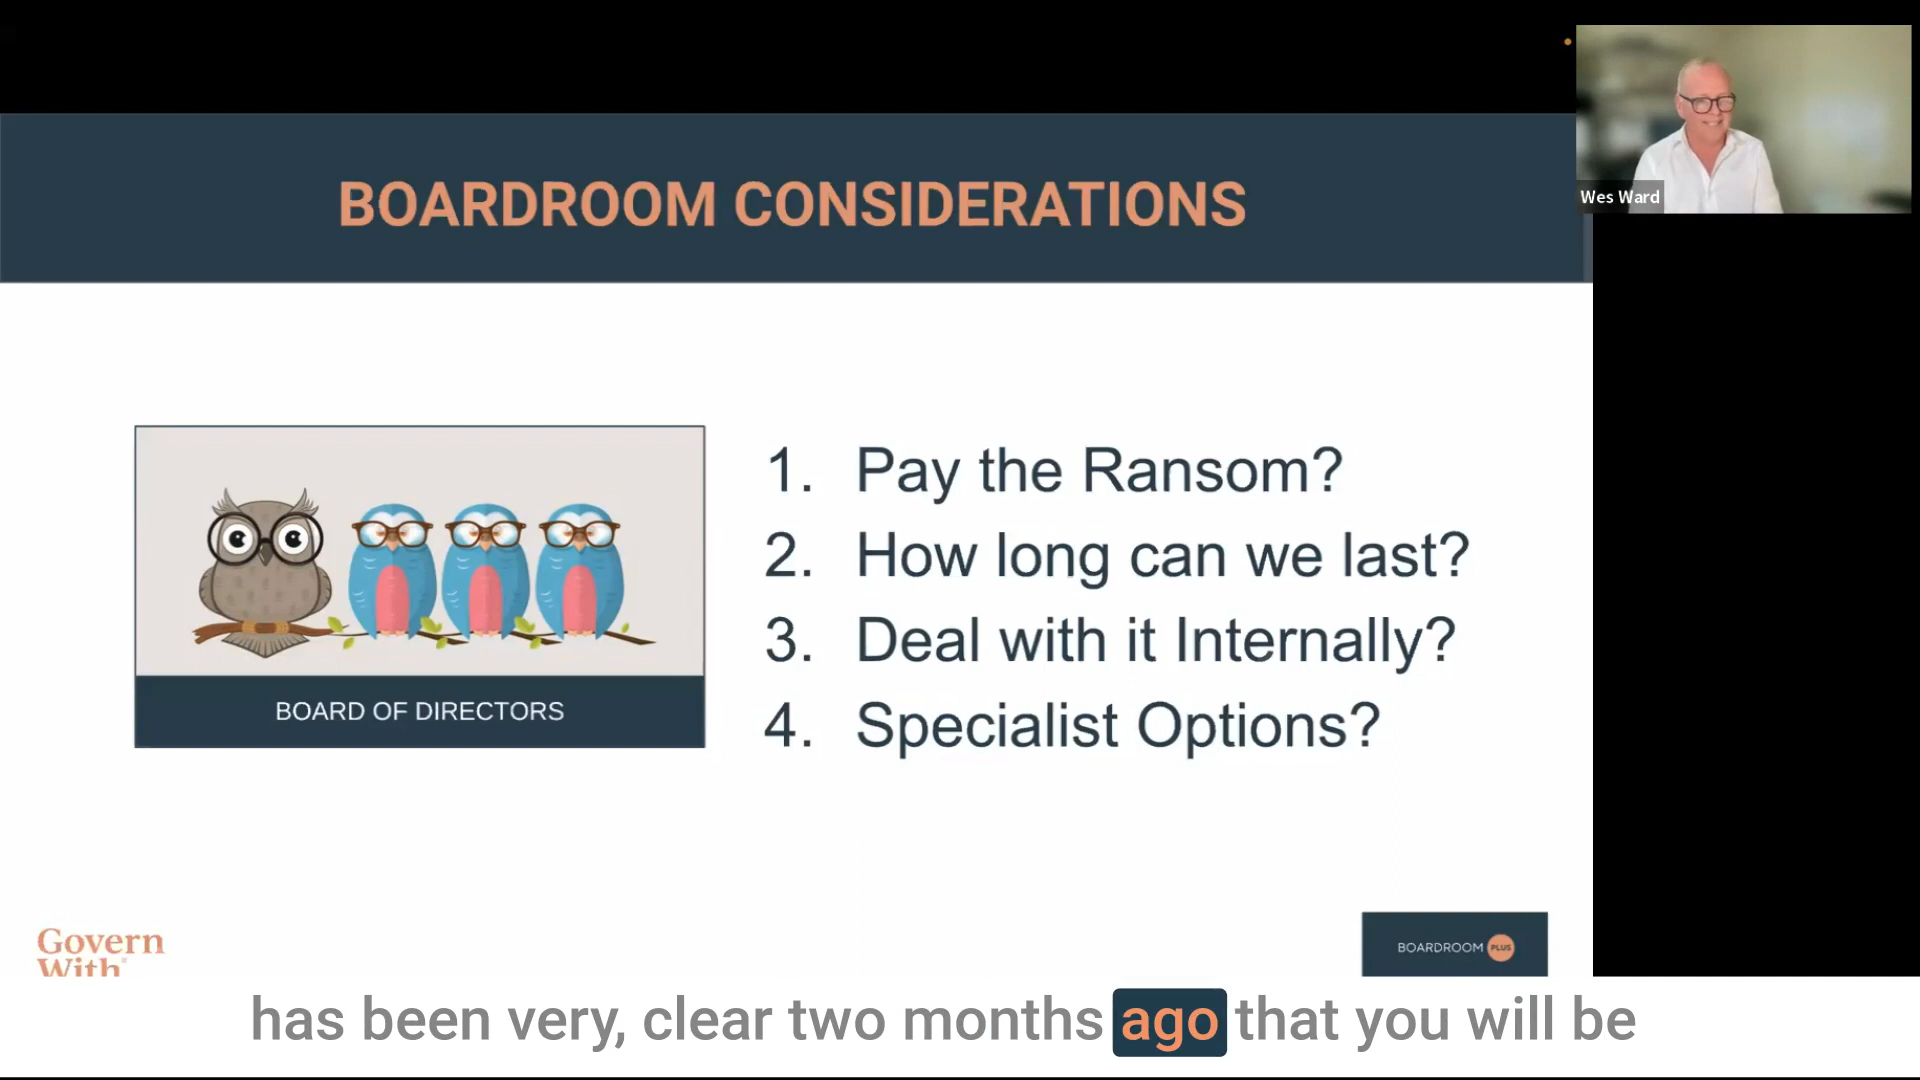 BOARDROOM CONSIDERATIONS
Wes Ward
1. Pay the Ransom?
2. How long can we last?
3. Deal with it Internally?
4. Specialist Options?
BOARD OF DIRECTORS
Govern
With
BOARDROOM PLUS
has been very, clear two months ago that you will be